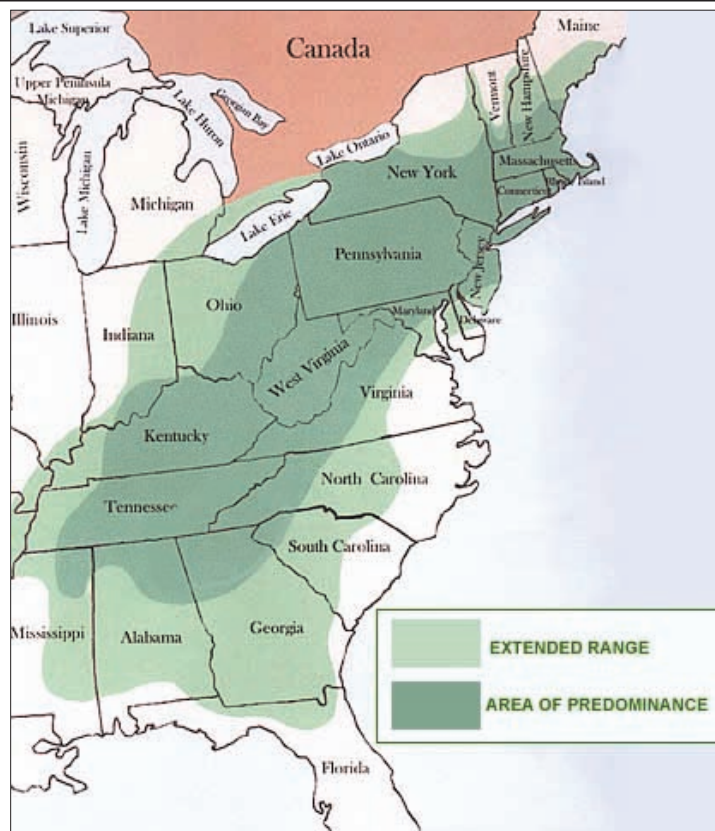 Lake Superior
Canada
Maine
Upper Peninsula
Michigan
Lake Huron
Georgian Bay
Vermont
New Hampshire
Lake Ontario
Wisconsin
Lake Michigan
Michigan
New York
Massachusetts
Connecticut
Rhode Island
Lake Erie
Pennsylvania
New Jersey
Illinois
Indiana
Ohio
Maryland
Delaware
West Virginia
Virginia
Kentucky
Tennessee
North Carolina
South Carolina
Mississippi
Alabama
Georgia
Florida
EXTENDED RANGE
AREA OF PREDOMINANCE